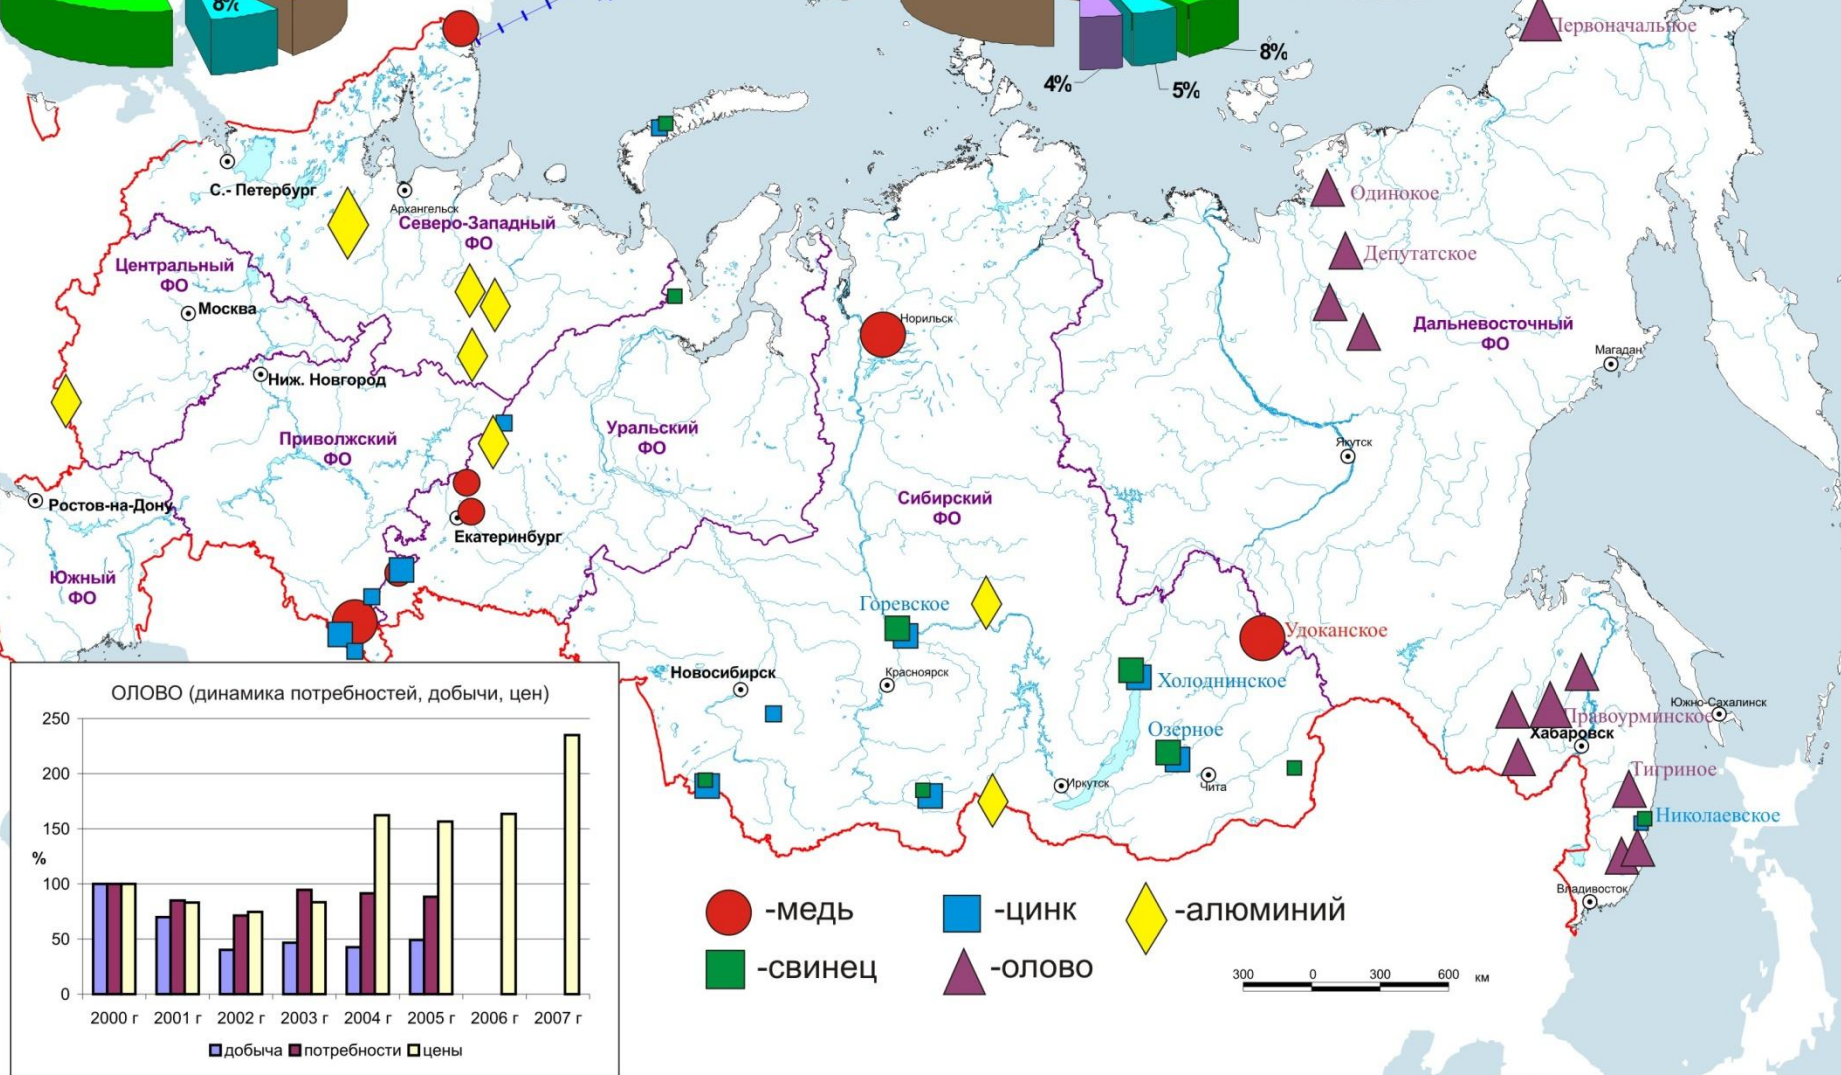 8%
8%
4%
5%
Первоначальное
С.- Петербург
Архангельск
Северо-Западный
ФО
Одинокое
Депутатское
Центральный
ФО
Москва
Норильск
Дальневосточный
ФО
Магадан
Ниж. Новгород
Приволжский
ФО
Уральский
ФО
Якутск
Ростов-на-Дону
Сибирский
ФО
Екатеринбург
Южный
ФО
Горевское
Удоканское
Новосибирск
Красноярск
Холоднинское
Озерное
Иркутск
Чита
Южно-Сахалинск
Правоурминское
Хабаровск
Тигриное
Николаевское
Владивосток
ОЛОВО (динамика потребностей, добычи, цен)
250
200
150
%
100
50
0
2000 г 2001 г 2002 г 2003 г 2004 г 2005 г 2006 г 2007 г
добыча потребности цены
-медь -цинк -алюминий
-свинец -олово
300 0 300 600 км